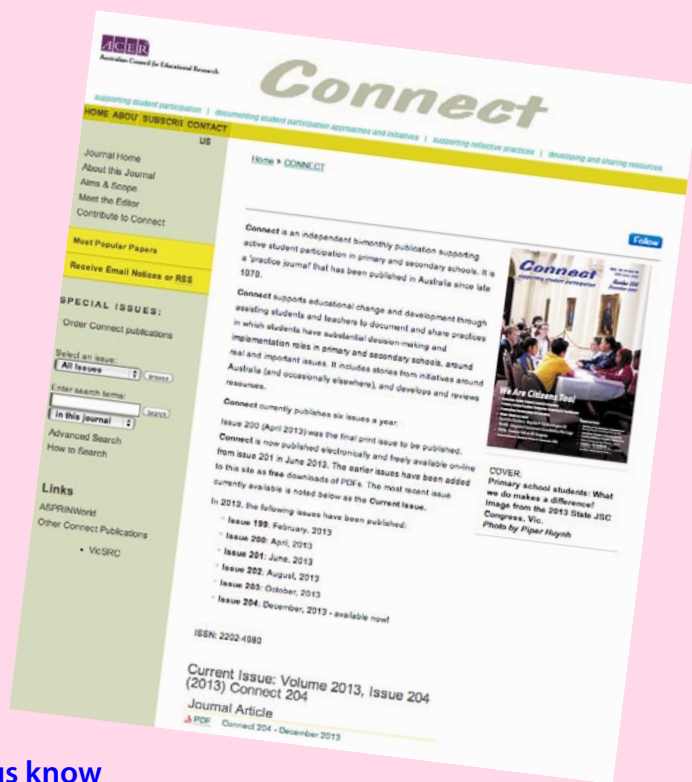 ACER
Australian Council for Educational Research
Connect
supporting student participation | documenting student participation approaches and initiatives | supporting reflective practices | developing and sharing resources
HOME ABOU SUBSCRIE CONTACT
US
Journal Home
About this Journal
Aims & Scope
Meet the Editor
Contribute to Connect
Most Popular Papers
Receive Email Notices or RSS
SPECIAL ISSUES:
Order Connect publications
Select an issue:
All Issues
Browse
Enter search terms:
Search
in this journal
Advanced Search
How to Search
Links
ASPRINWorld
Other Connect Publications
• VicSRC
Home > CONNECT
Follow
Connect is an independent bimonthly publication supporting
active student participation in primary and secondary schools. It is
a 'practice journal' that has been published in Australia since late
1979.
Connect supports educational change and development through
assisting students and teachers to document and share practices
in which students have substantial decision-making and
implementation roles in primary and secondary schools, around
real and important issues. It includes stories from initiatives around
Australia (and occasionally elsewhere), and develops and reviews
resources.
Connect currently publishes six issues a year.
Issue 200 (April 2013) was the final print issue to be published.
Connect is now published electronically and freely available on-line
from issue 201 in June 2013. The earlier issues have been added
to this site as free downloads of PDFs. The most recent issue
currently available is noted below as the Current Issue.
In 2013, the following issues have been published:
Issue 199: February, 2013
Issue 200: April, 2013
Issue 201: June, 2013
Issue 202: August, 2013
Issue 203: October, 2013
Issue 204: December, 2013 - available now!
ISSN: 2202-4980
Current Issue: Volume 2013, Issue 204
(2013) Connect 204
Journal Article
PDF Connect 204 - December 2013
Connect
supporting student participation
We Are Citizens Too!
COVER:
Primary school students: What
we do makes a difference!
Image from the 2013 State JSC
Congress, Vic.
Photo by Piper Huynh
us know